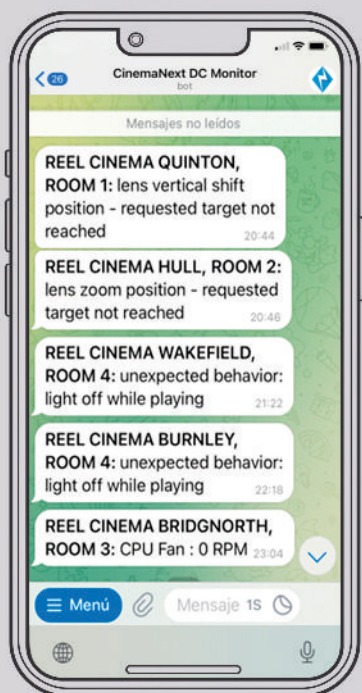 26
CinemaNext DC Monitor
bot
Mensajes no leídos
REEL CINEMA QUINTON,
ROOM 1: lens vertical shift
position - requested target not
reached
20:44
REEL CINEMA HULL, ROOM 2:
lens zoom position - requested
target not reached
20:46
REEL CINEMA WAKEFIELD,
ROOM 4: unexpected behavior:
light off while playing
21:22
REEL CINEMA BURNLEY,
ROOM 4: unexpected behavior:
light off while playing
22:18
REEL CINEMA BRIDGNORTH,
ROOM 3: CPU Fan : 0 RPM 23:04
Menú Mensaje 1S